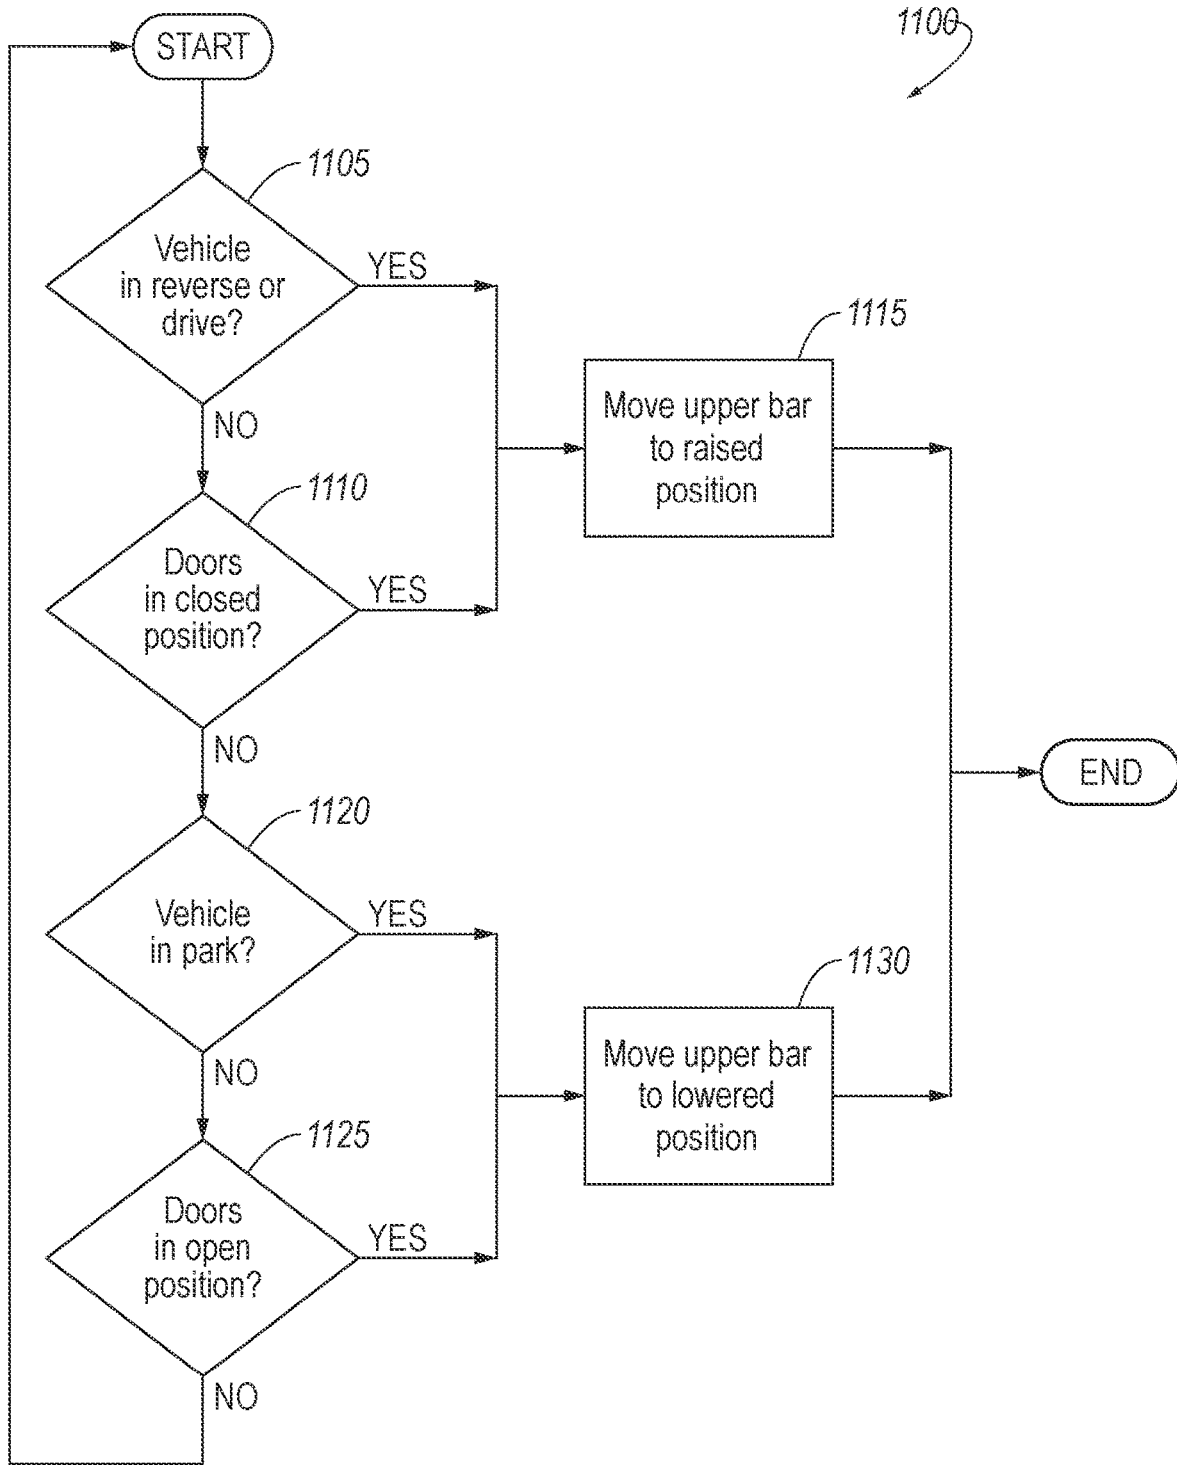 1100
START
1105
Vehicle
in reverse or
drive?
YES
NO
1115
Move upper bar
to raised
position
1110
Doors
in closed
position?
YES
NO
END
1120
Vehicle
in park?
YES
NO
1130
Move upper bar
to lowered
position
1125
Doors
in open
position?
YES
NO